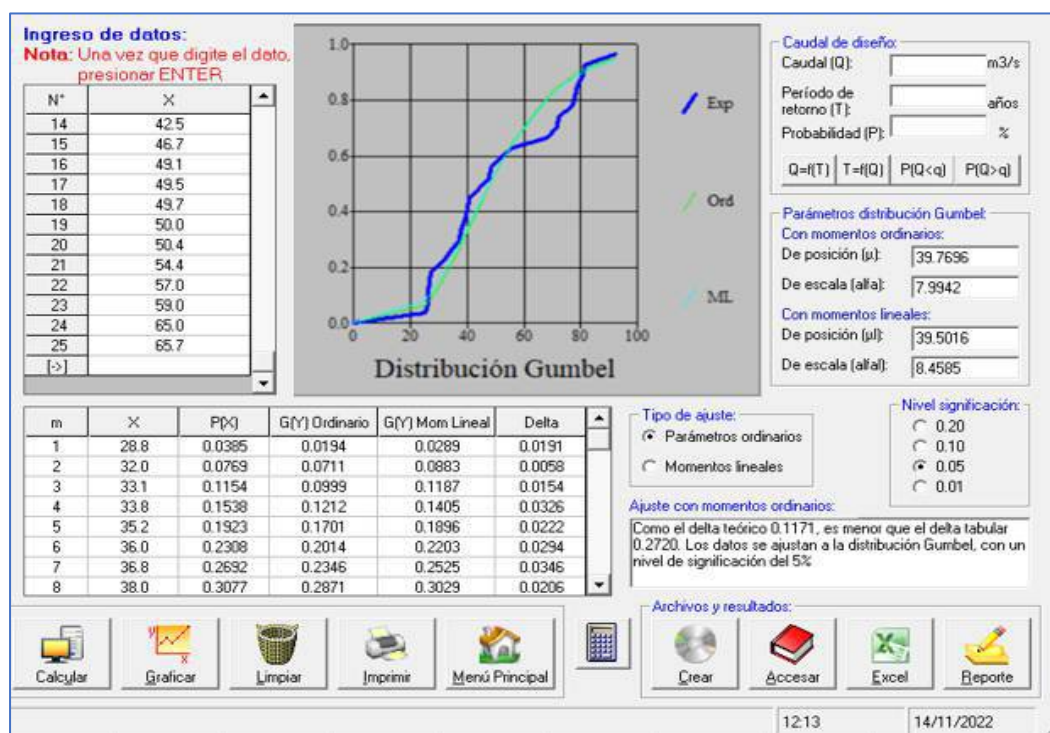 Ingreso de datos:
Nota: Una vez que digite el dato,
presionar ENTER
N° X
14 42.5
15 46.7
16 49.1
17 49.5
18 49.7
19 50.0
20 50.4
21 54.4
22 57.0
23 59.0
24 65.0
25 65.7
[->]
1.0
0.8
0.6
0.4
0.2
0.0
0 20 40 60 80 100
Exp
Ord
ML
Distribución Gumbel
Caudal de diseño:
Caudal (Q): m3/s
Período de
retorno (T): años
Probabilidad (P): %
Q=f(T) T=f(Q) P(Q<q) P(Q>q)
Parámetros distribución Gumbel:
Con momentos ordinarios:
De posición (μ): 39.7696
De escala (alfa): 7.9942
Con momentos lineales:
De posición (μl): 39.5016
De escala (alfal): 8.4585
m X P(X) G(Y) Ordinario G(Y) Mom Lineal Delta
1 28.8 0.0385 0.0194 0.0289 0.0191
2 32.0 0.0769 0.0711 0.0883 0.0058
3 33.1 0.1154 0.0999 0.1187 0.0154
4 33.8 0.1538 0.1212 0.1405 0.0326
5 35.2 0.1923 0.1701 0.1896 0.0222
6 36.0 0.2308 0.2014 0.2203 0.0294
7 36.8 0.2692 0.2346 0.2525 0.0346
8 38.0 0.3077 0.2871 0.3029 0.0206
Tipo de ajuste:
Parámetros ordinarios
Momentos lineales
Nivel significación:
0.20
0.10
0.05
0.01
Ajuste con momentos ordinarios:
Como el delta teórico 0.1171, es menor que el delta tabular
0.2720. Los datos se ajustan a la distribución Gumbel, con un
nivel de significación del 5%
Calcular Graficar Limpiar Imprimir Menú Principal
Archivos y resultados:
Crear Accesar Excel Reporte
12:13 14/11/2022